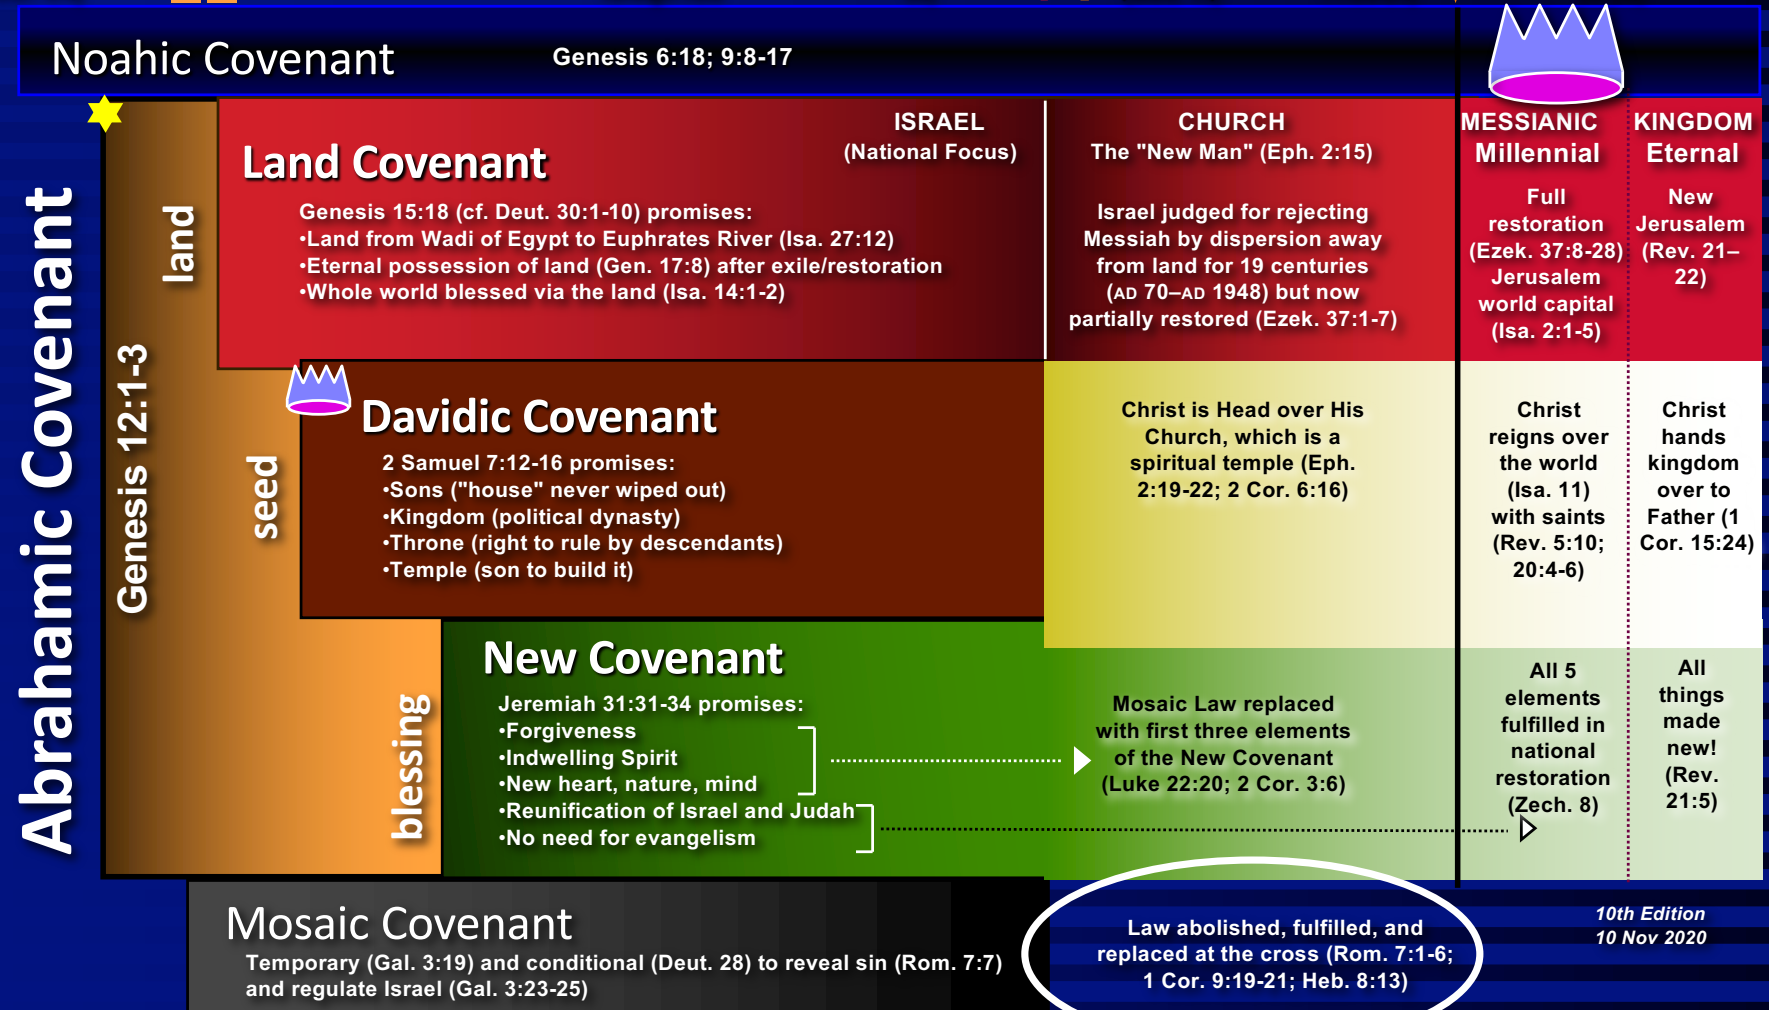 Noahic Covenant
Genesis 6:18; 9:8-17
Abrahamic Covenant
Genesis 12:1-3
land
seed
blessing
ISRAEL
(National Focus)
CHURCH
The "New Man" (Eph. 2:15)
MESSIANIC
Millennial
KINGDOM
Eternal
Land Covenant
Genesis 15:18 (cf. Deut. 30:1-10) promises:
•Land from Wadi of Egypt to Euphrates River (Isa. 27:12)
•Eternal possession of land (Gen. 17:8) after exile/restoration
•Whole world blessed via the land (Isa. 14:1-2)
Israel judged for rejecting
Messiah by dispersion away
from land for 19 centuries
(AD 70–AD 1948) but now
partially restored (Ezek. 37:1-7)
Full
restoration
(Ezek. 37:8-28)
Jerusalem
world capital
(Isa. 2:1-5)
New
Jerusalem
(Rev. 21–
22)
Davidic Covenant
2 Samuel 7:12-16 promises:
•Sons ("house" never wiped out)
•Kingdom (political dynasty)
•Throne (right to rule by descendants)
•Temple (son to build it)
Christ is Head over His
Church, which is a
spiritual temple (Eph.
2:19-22; 2 Cor. 6:16)
Christ
reigns over
the world
(Isa. 11)
with saints
(Rev. 5:10;
20:4-6)
Christ
hands
kingdom
over to
Father (1
Cor. 15:24)
New Covenant
Jeremiah 31:31-34 promises:
•Forgiveness
•Indwelling Spirit
•New heart, nature, mind
•Reunification of Israel and Judah
•No need for evangelism
Mosaic Law replaced
with first three elements
of the New Covenant
(Luke 22:20; 2 Cor. 3:6)
All 5
elements
fulfilled in
national
restoration
(Zech. 8)
All
things
made
new!
(Rev.
21:5)
Mosaic Covenant
Temporary (Gal. 3:19) and conditional (Deut. 28) to reveal sin (Rom. 7:7)
and regulate Israel (Gal. 3:23-25)
Law abolished, fulfilled, and
replaced at the cross (Rom. 7:1-6;
1 Cor. 9:19-21; Heb. 8:13)
10th Edition
10 Nov 2020